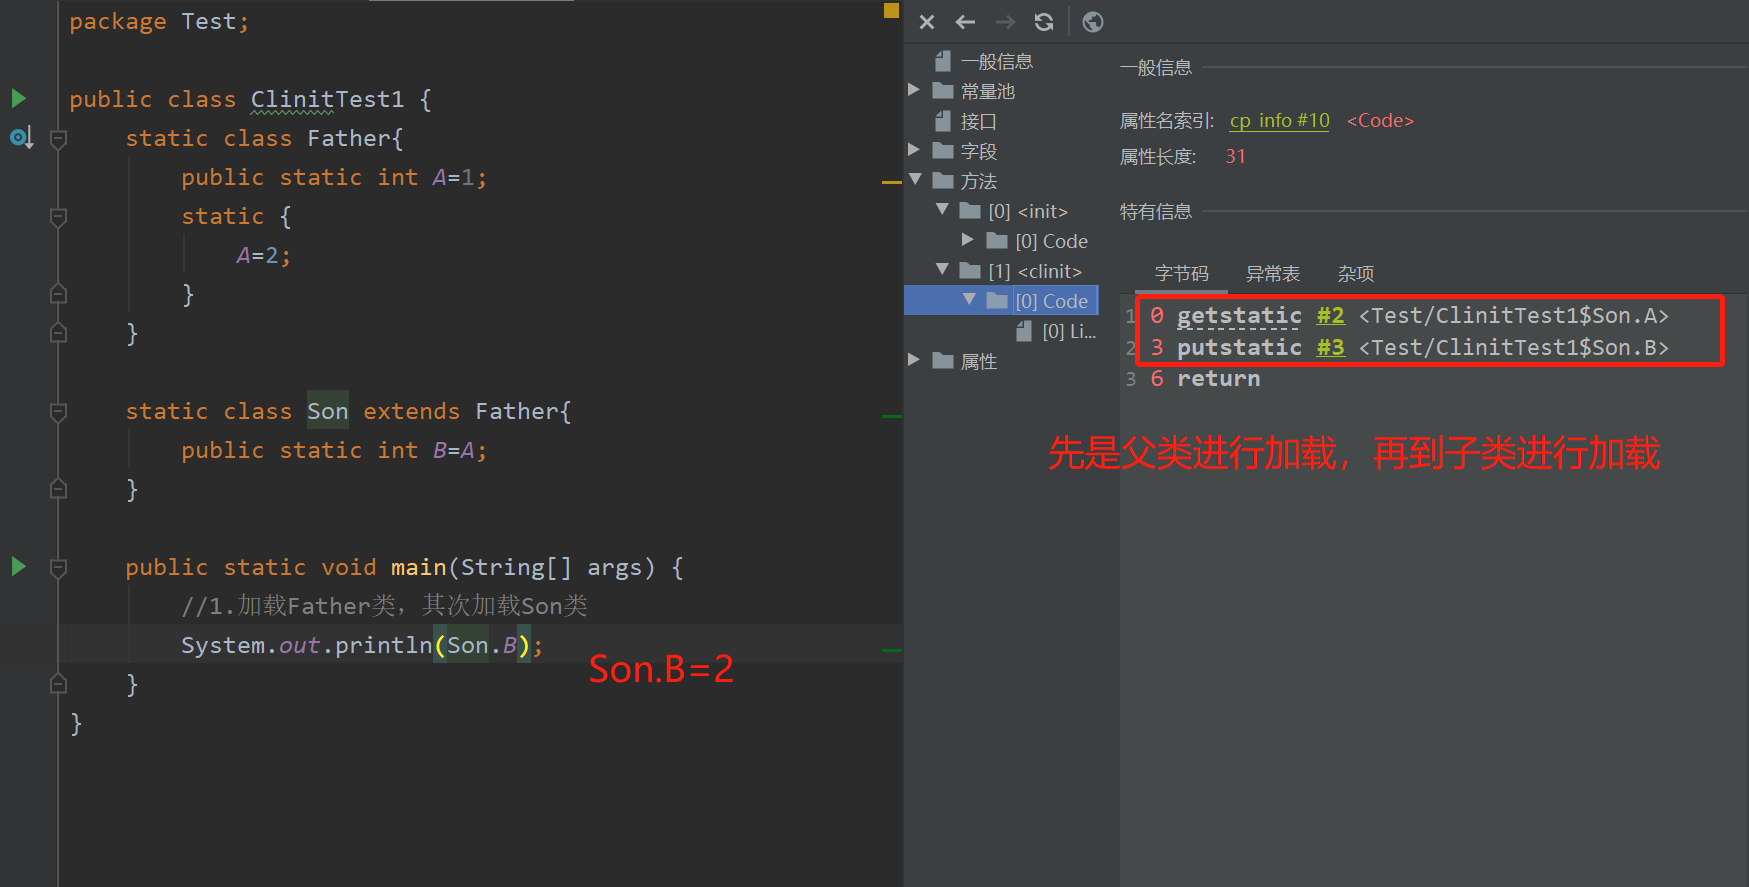 package Test;
public class ClinitTest1 {
static class Father{
public static int A=1;
static {
A=2;
}
}
static class Son extends Father{
public static int B=A;
}
public static void main(String[] args) {
//1.加载Father类，其次加载Son类
System.out.println(Son.B);
Son.B=2
}
}
一般信息
常量池
接口
字段
方法
[0] <init>
[0] Code
[1] <clinit>
[0] Code
[0] Li...
属性
一般信息
属性名索引: cp info #10 <Code>
属性长度: 31
特有信息
字节码 异常表 杂项
1 0 getstatic #2 <Test/ClinitTest1$Son.A>
2 3 putstatic #3 <Test/ClinitTest1$Son.B>
3 6 return
先是父类进行加载，再到子类进行加载